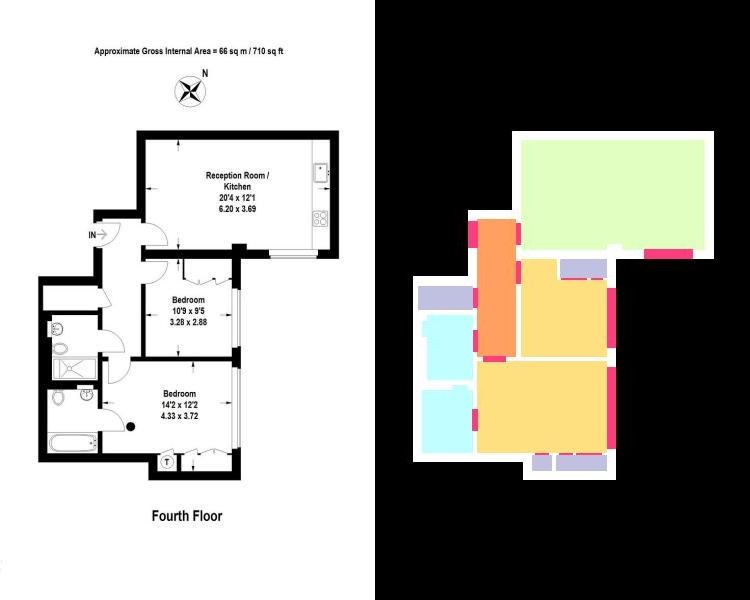 Approximate Gross Internal Area = 66 sq m / 710 sq ft
N
Reception Room /
Kitchen
20'4 x 12'1
6.20 x 3.69
IN
Bedroom
10'9 x 9'5
3.28 x 2.88
Bedroom
14'2 x 12'2
4.33 x 3.72
T
Fourth Floor